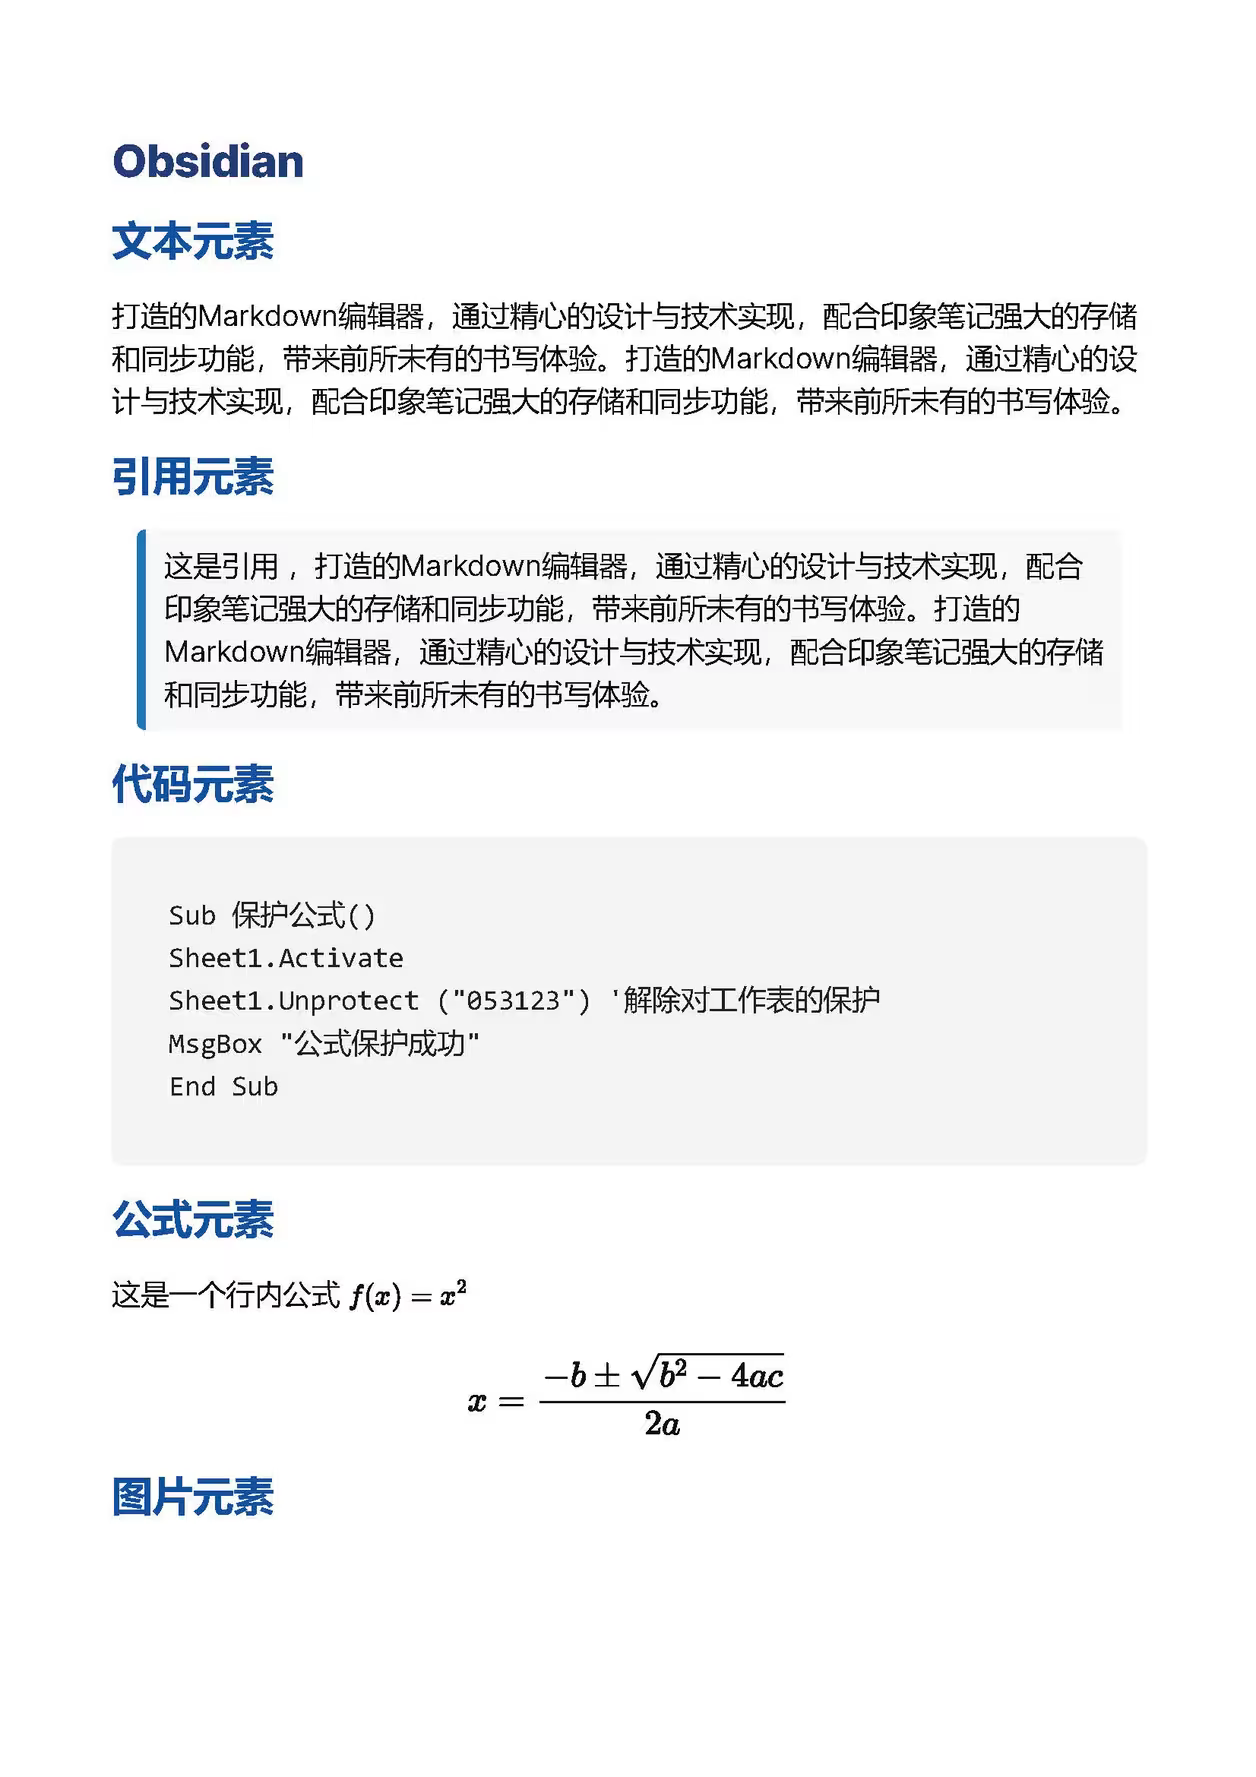 Obsidian
文本元素
打造的Markdown编辑器，通过精心的设计与技术实现，配合印象笔记强大的存储
和同步功能，带来前所未有的书写体验。打造的Markdown编辑器，通过精心的设
计与技术实现，配合印象笔记强大的存储和同步功能，带来前所未有的书写体验。
引用元素
这是引用 ，打造的Markdown编辑器，通过精心的设计与技术实现，配合
印象笔记强大的存储和同步功能，带来前所未有的书写体验。打造的
Markdown编辑器，通过精心的设计与技术实现，配合印象笔记强大的存储
和同步功能，带来前所未有的书写体验。
代码元素
Sub 保护公式()
Sheet1.Activate
Sheet1.Unprotect ("053123") '解除对工作表的保护
MsgBox "公式保护成功"
End Sub
公式元素
这是一个行内公式 f(x) = x²
x = \frac{-b ± \sqrt{b² − 4ac}}{2a}
图片元素